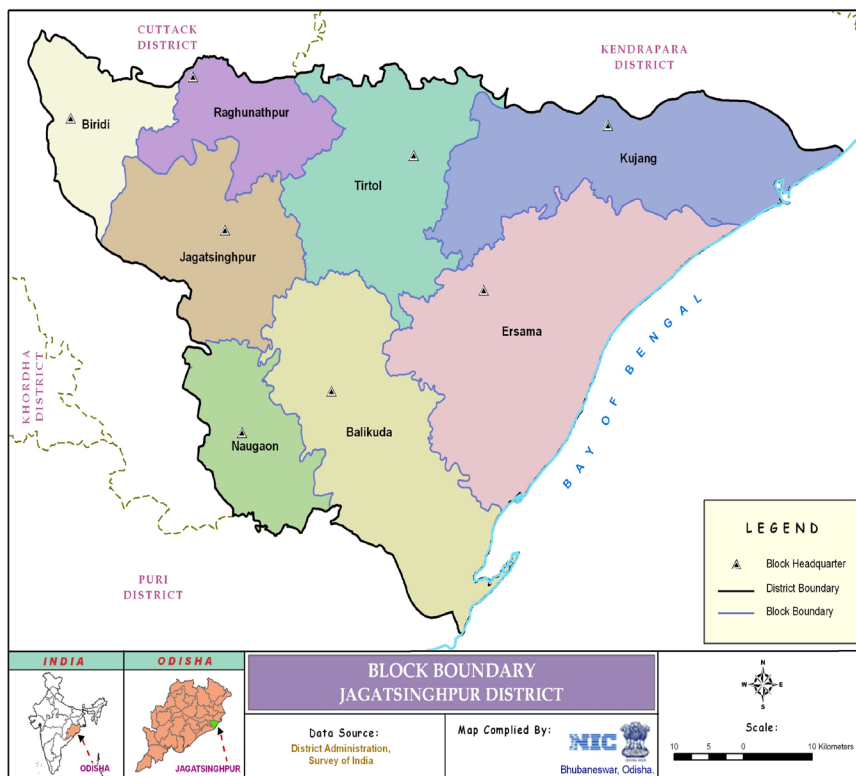 CUTTACK
DISTRICT
KENDRAPARA
DISTRICT
Biridi
Raghunathpur
Tirtol
Kujang
Jagatsinghpur
Ersama
KHORDHA
DISTRICT
BAY OF BENGAL
Naugaon
Balikuda
PURI
DISTRICT
LEGEND
Block Headquarter
District Boundary
Block Boundary
INDIA
ODISHA
ODISHA
JAGATSINGHPUR
BLOCK BOUNDARY
JAGATSINGHPUR DISTRICT
Data Source:
District Administration,
Survey of India
Map Complied By:
NIC
Bhubaneswar, Odisha.
N
W E
S
Scale:
10 5 0 10 Kilometers